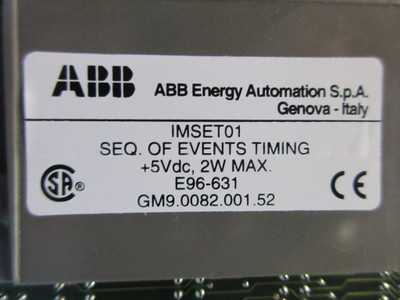 ABB ABB Energy Automation S.p.A.
Genova - Italy
IMSET01
SEQ. OF EVENTS TIMING
+5Vdc, 2W MAX.
E96-631
GM9.0082.001.52
SA
CE